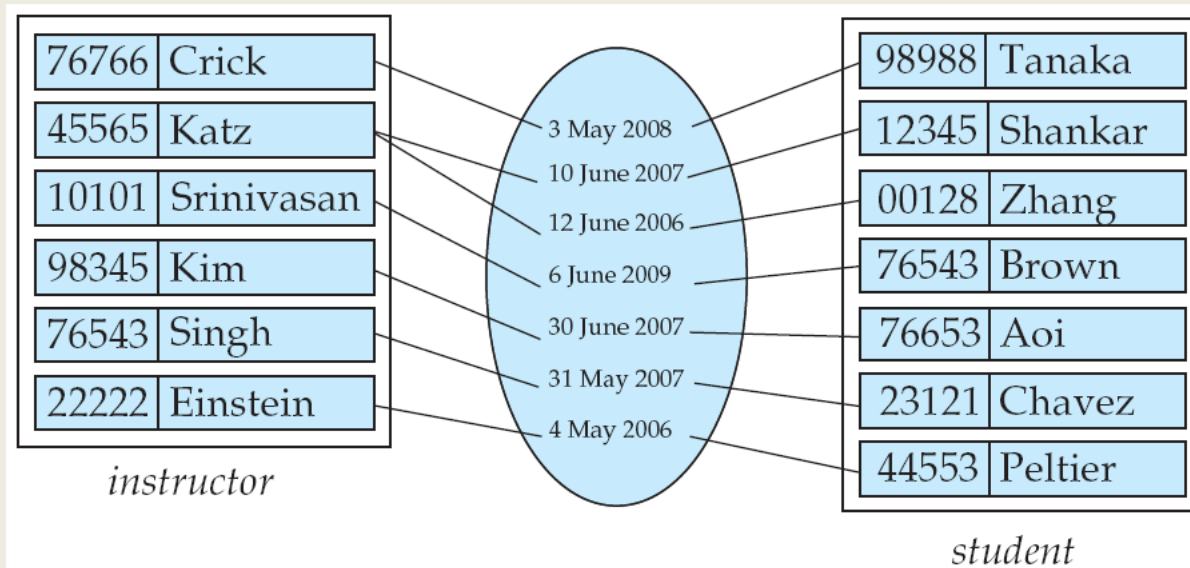 76766 Crick
45565 Katz
10101 Srinivasan
98345 Kim
76543 Singh
22222 Einstein
instructor
3 May 2008
10 June 2007
12 June 2006
6 June 2009
30 June 2007
31 May 2007
4 May 2006
98988 Tanaka
12345 Shankar
00128 Zhang
76543 Brown
76653 Aoi
23121 Chavez
44553 Peltier
student